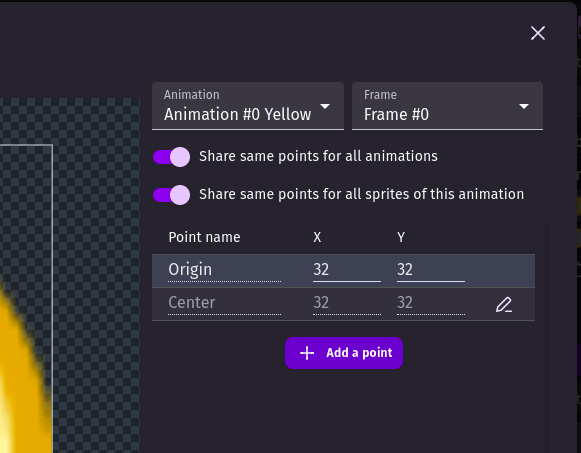 Animation
Frame
Animation #0 Yellow
Frame #0
Share same points for all animations
Share same points for all sprites of this animation
Point name X Y
Origin 32 32
Center 32 32
Add a point